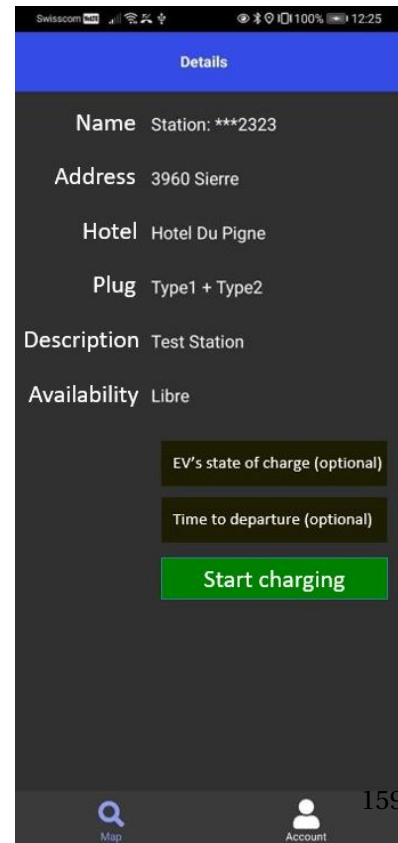 Swisscom VoLTE 100% 12:25
Details
Name Station: ***2323
Address 3960 Sierre
Hotel Hotel Du Pigne
Plug Type1 + Type2
Description Test Station
Availability Libre
EV's state of charge (optional)
Time to departure (optional)
Start charging
159
Map Account